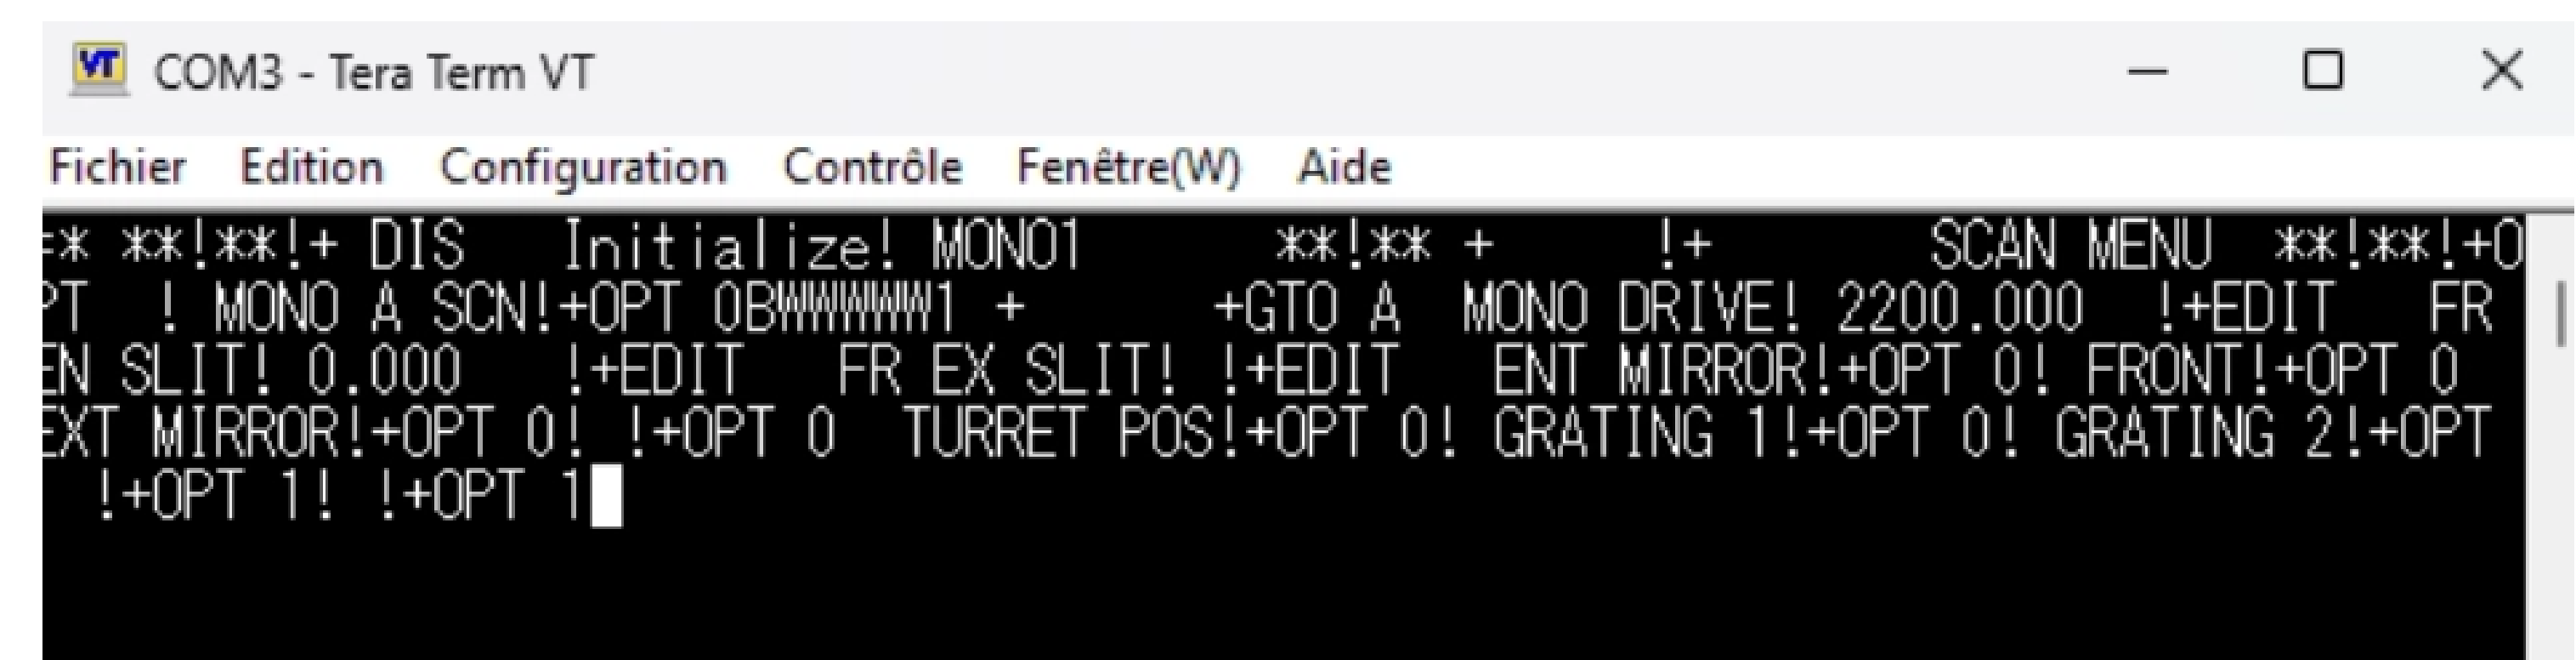 VT COM3 - Tera Term VT
Fichier Edition Configuration Contrôle Fenêtre(W) Aide
=* **!**!+ DIS   Initialize! MONO1      **!** +     !+       SCAN MENU  **!**!+O
PT  ! MONO A SCN!+OPT 0BWWWWW1 +      +GTO A  MONO DRIVE! 2200.000  !+EDIT   FR
EN SLIT! 0.000   !+EDIT   FR EX SLIT! !+EDIT   ENT MIRROR!+OPT 0! FRONT!+OPT 0
EXT MIRROR!+OPT 0! !+OPT 0  TURRET POS!+OPT 0! GRATING 1!+OPT 0! GRATING 2!+OPT
  !+OPT 1! !+OPT 1